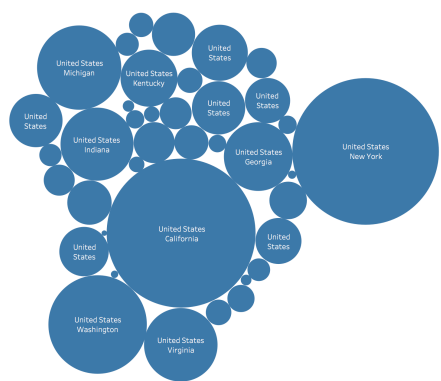 United States
United States
Michigan
United States
Kentucky
United States
United States
United States
United States
Indiana
United States
Georgia
United States
New York
United States
California
United States
United States
United States
Washington
United States
Virginia